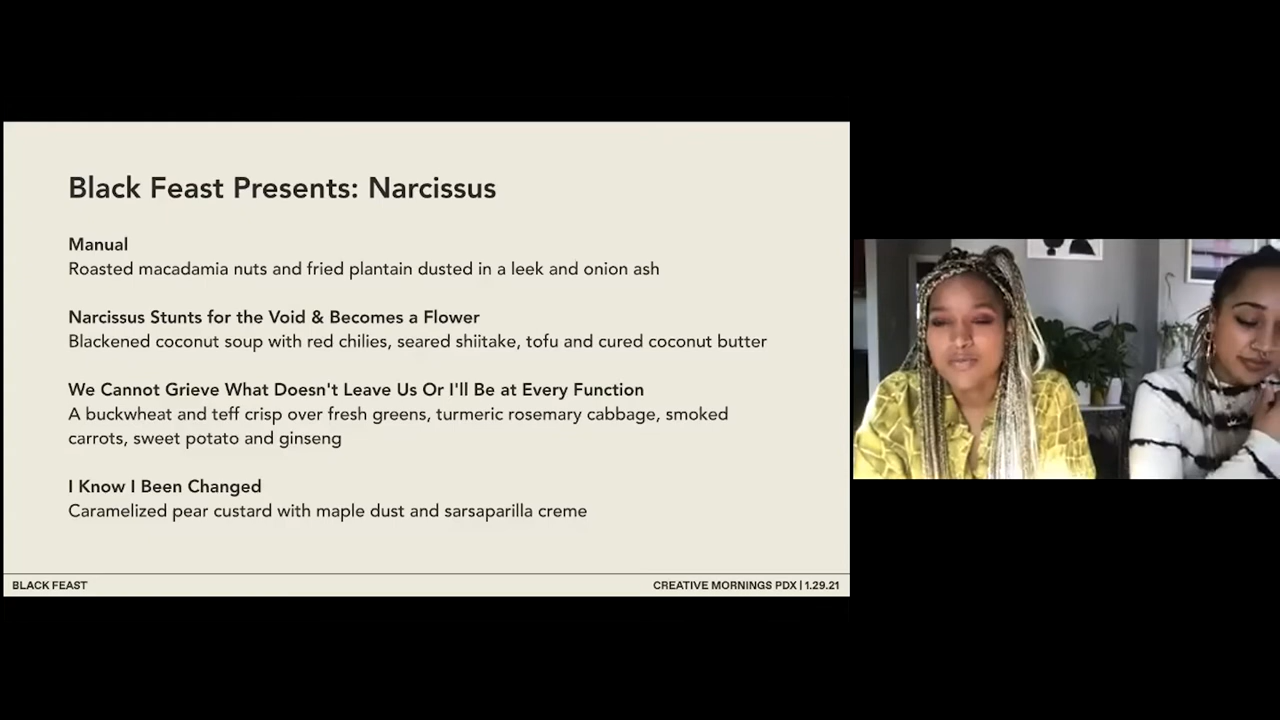 Black Feast Presents: Narcissus
Manual
Roasted macadamia nuts and fried plantain dusted in a leek and onion ash
Narcissus Stunts for the Void & Becomes a Flower
Blackened coconut soup with red chilies, seared shiitake, tofu and cured coconut butter
We Cannot Grieve What Doesn't Leave Us Or I'll Be at Every Function
A buckwheat and teff crisp over fresh greens, turmeric rosemary cabbage, smoked
carrots, sweet potato and ginseng
I Know I Been Changed
Caramelized pear custard with maple dust and sarsaparilla creme
BLACK FEAST
CREATIVE MORNINGS PDX | 1.29.21